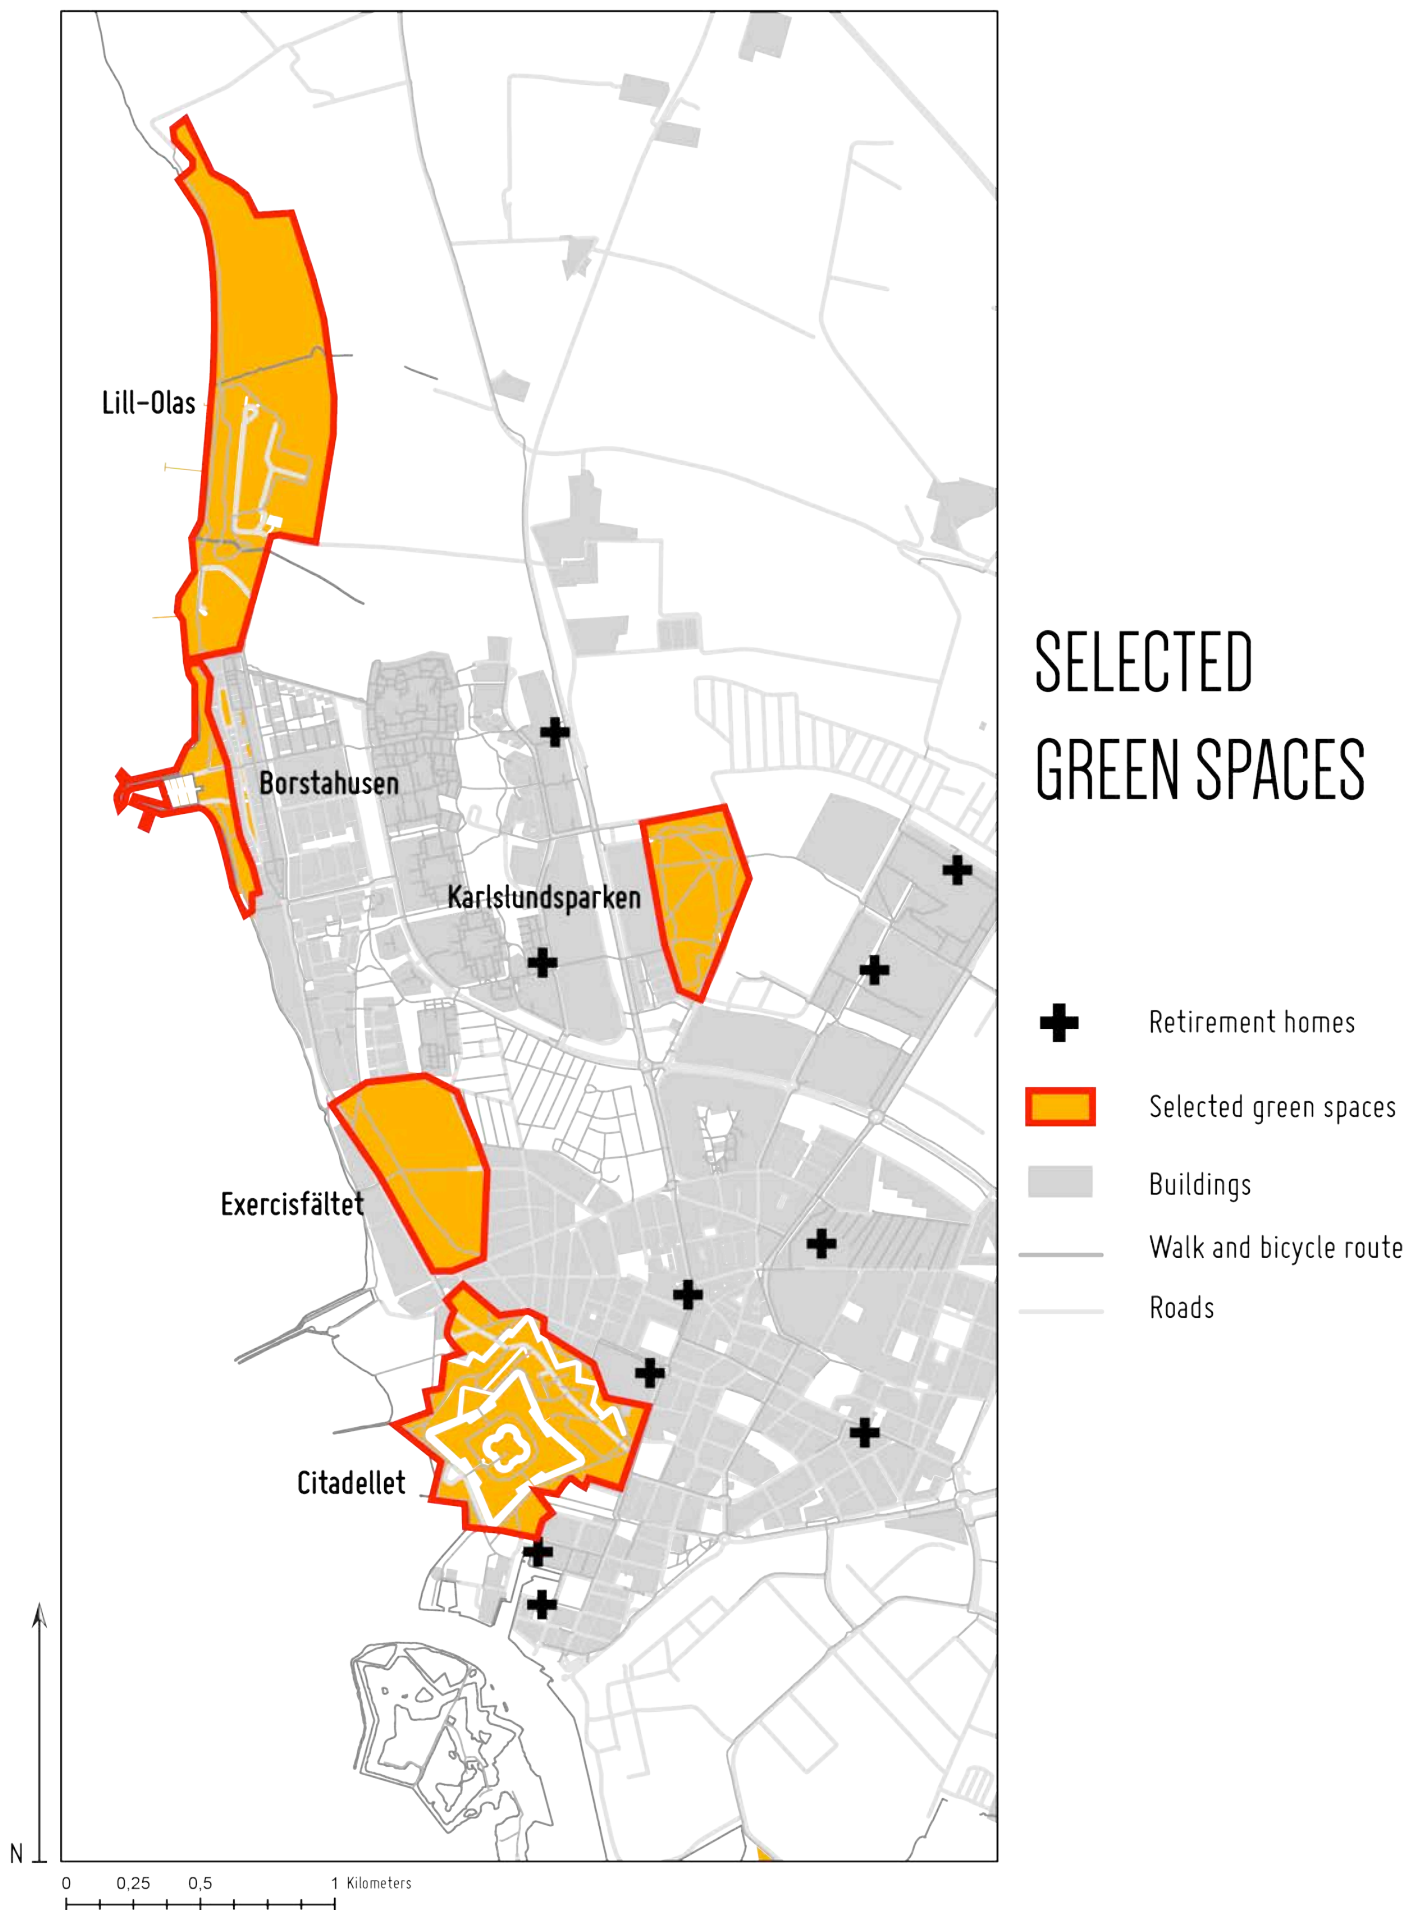 Lill-Olas
Borstahusen
Karlslundsparken
Exercisfältet
Citadellet
SELECTED
GREEN SPACES
Retirement homes
Selected green spaces
Buildings
Walk and bicycle route
Roads
N
0 0,25 0,5 1 Kilometers